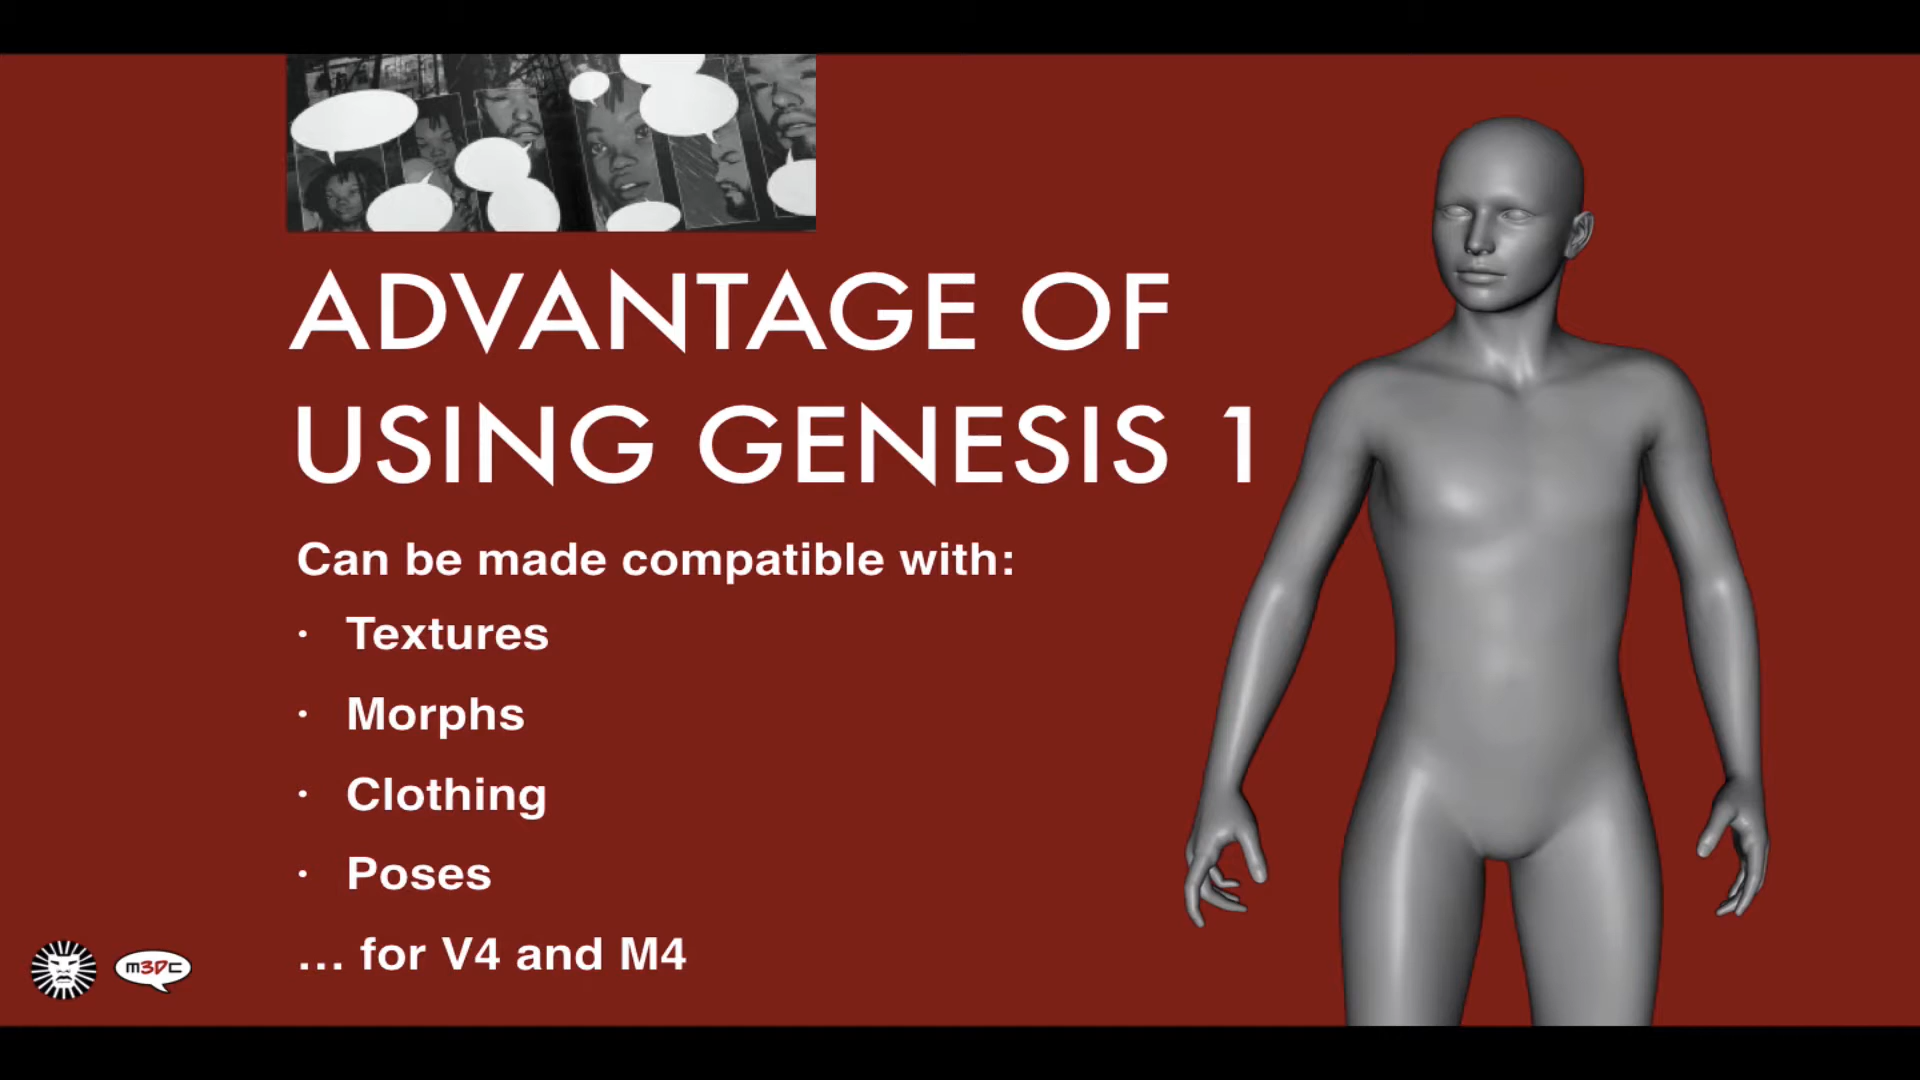 ADVANTAGE OF
USING GENESIS 1
Can be made compatible with:
· Textures
· Morphs
· Clothing
· Poses
... for V4 and M4
m3DC